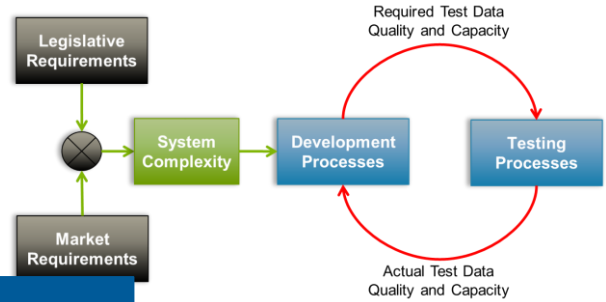 Required Test Data
Quality and Capacity
Legislative
Requirements
System
Complexity
Development
Processes
Testing
Processes
Market
Requirements
Actual Test Data
Quality and Capacity